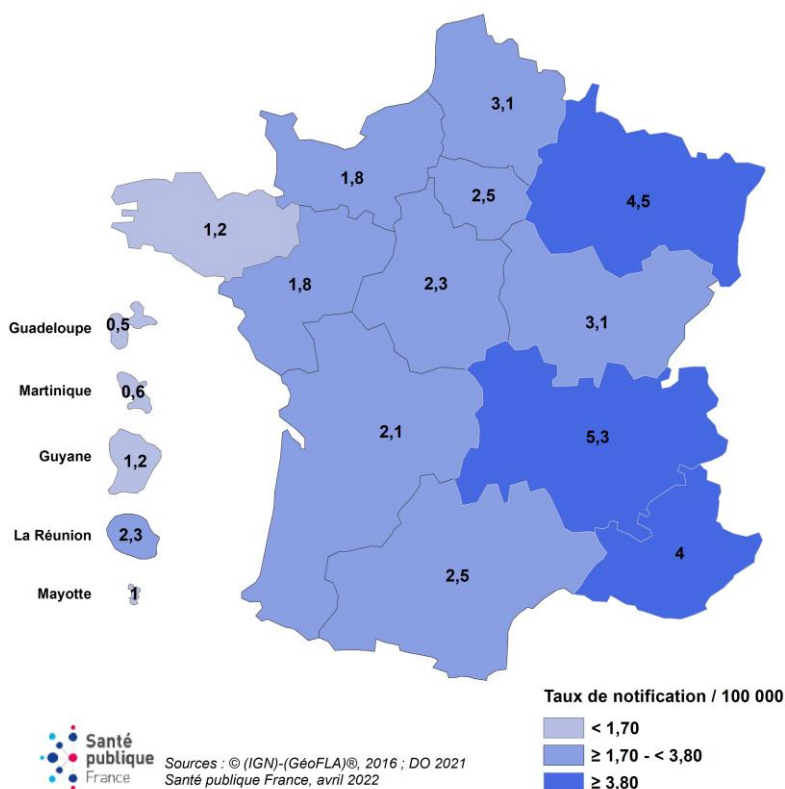 3,1
1,8
2,5
4,5
1,2
1,8
2,3
3,1
Guadeloupe 0,5
Martinique 0,6
2,1
5,3
Guyane 1,2
La Réunion 2,3
2,5
4
Mayotte 1
Taux de notification / 100 000
< 1,70
≥ 1,70 - < 3,80
≥ 3.80
Santé
publique
France
Sources : © (IGN)-(GéoFLA)®, 2016 ; DO 2021
Santé publique France, avril 2022